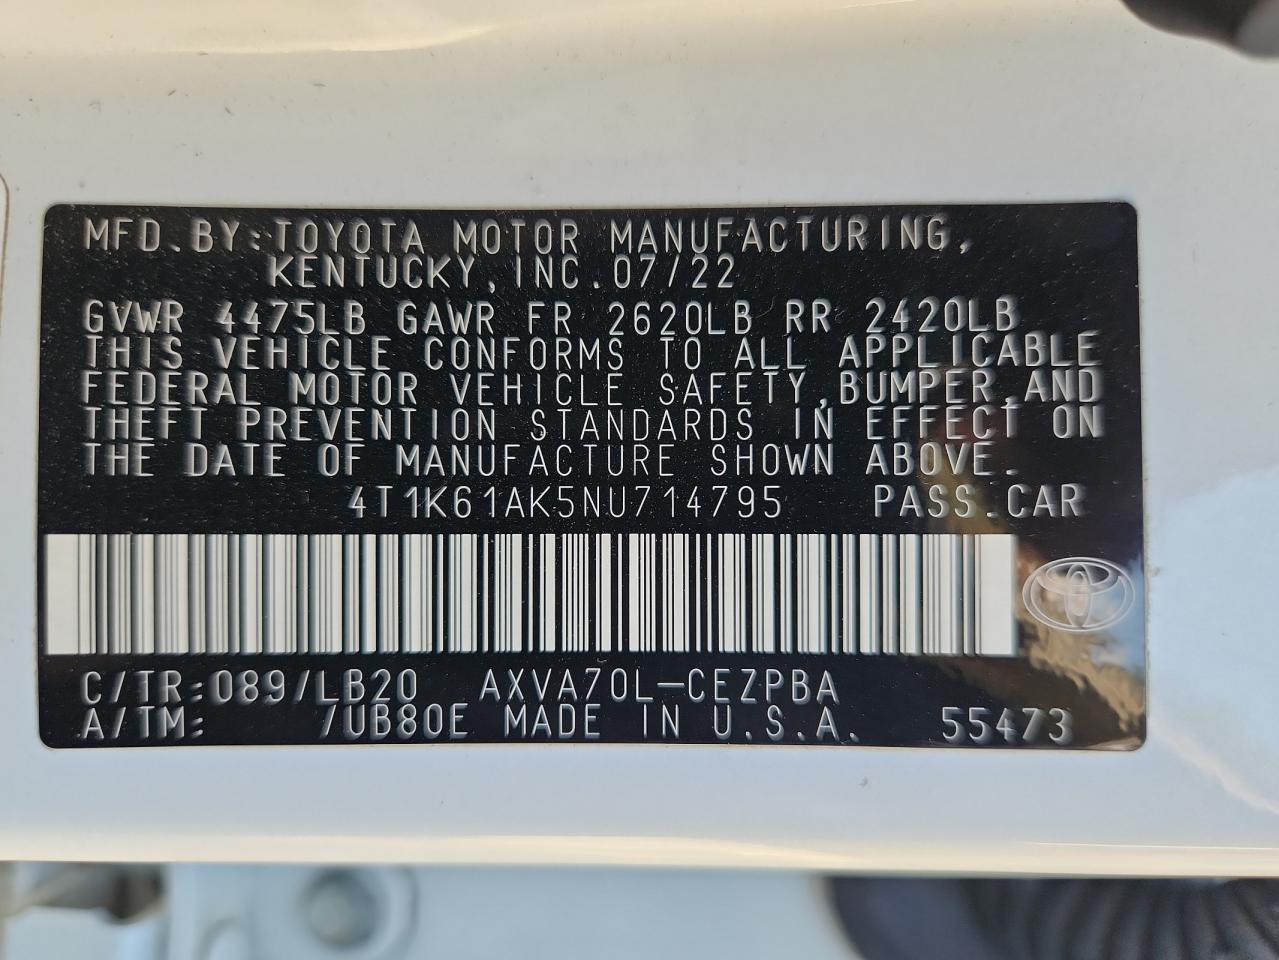 MFD.BY:TOYOTA MOTOR MANUFACTURING,
KENTUCKY, INC. 07/22
GVWR 4475LB GAWR FR 2620LB RR 2420LB
THIS VEHICLE CONFORMS TO ALL APPLICABLE
FEDERAL MOTOR VEHICLE SAFETY,BUMPER,AND
THEFT PREVENTION STANDARDS IN EFFECT ON
THE DATE OF MANUFACTURE SHOWN ABOVE.
4T1K61AK5NU714795 PASS.CAR
C/TR:089/LB20 AXVA70L-CEZPBA
A/TM: /UB80E MADE IN U.S.A. 55473